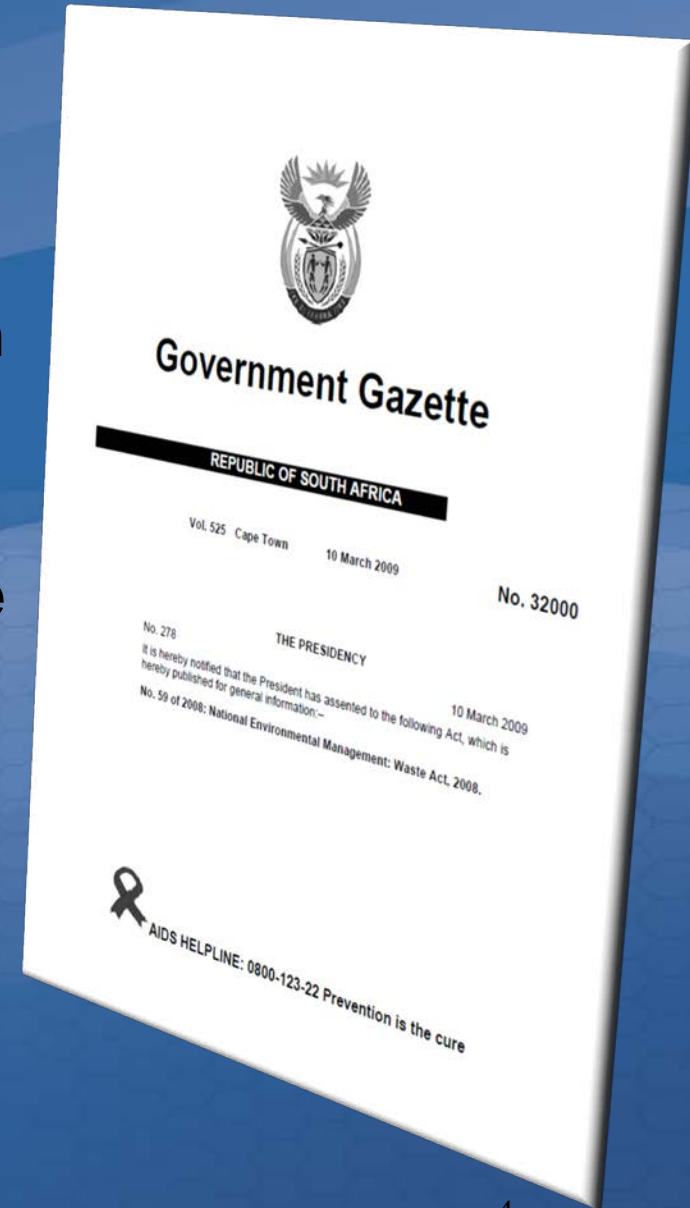 Government Gazette
REPUBLIC OF SOUTH AFRICA
Vol. 525 Cape Town 10 March 2009
No. 32000
No. 278 THE PRESIDENCY 10 March 2009
It is hereby notified that the President has assented to the following Act, which is
hereby published for general information:–
No. 59 of 2008: National Environmental Management: Waste Act, 2008.
AIDS HELPLINE: 0800-123-22 Prevention is the cure